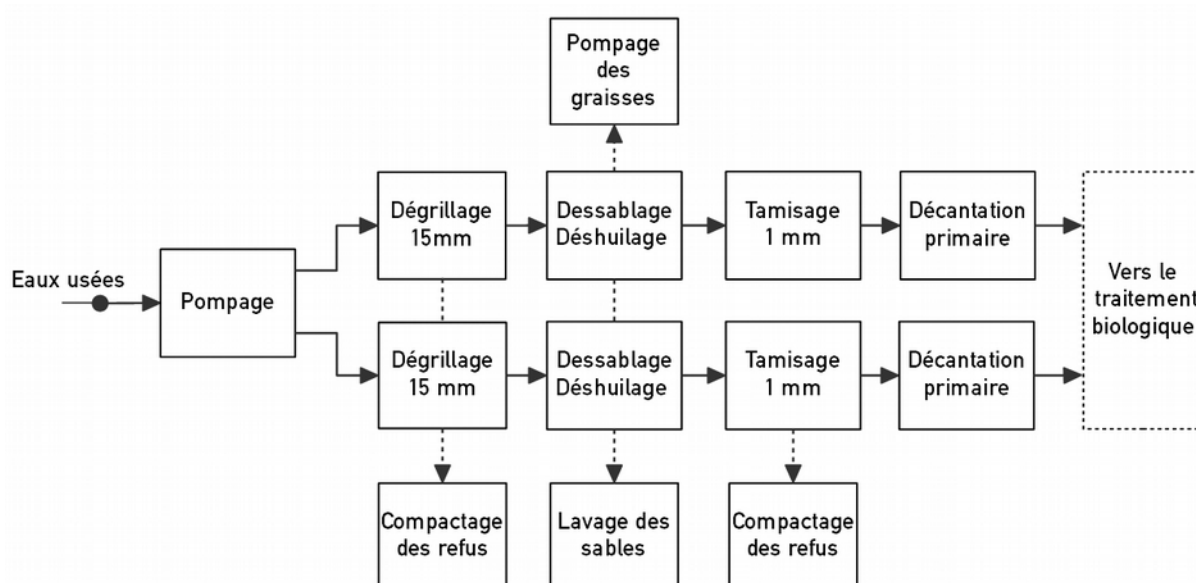 Pompage
des
graisses
Dégrillage
15mm
Dessablage
Déshuilage
Tamisage
1 mm
Décantation
primaire
Eaux usées
Pompage
Vers le
traitement
biologique
Dégrillage
15 mm
Dessablage
Déshuilage
Tamisage
1 mm
Décantation
primaire
Compactage
des refus
Lavage des
sables
Compactage
des refus